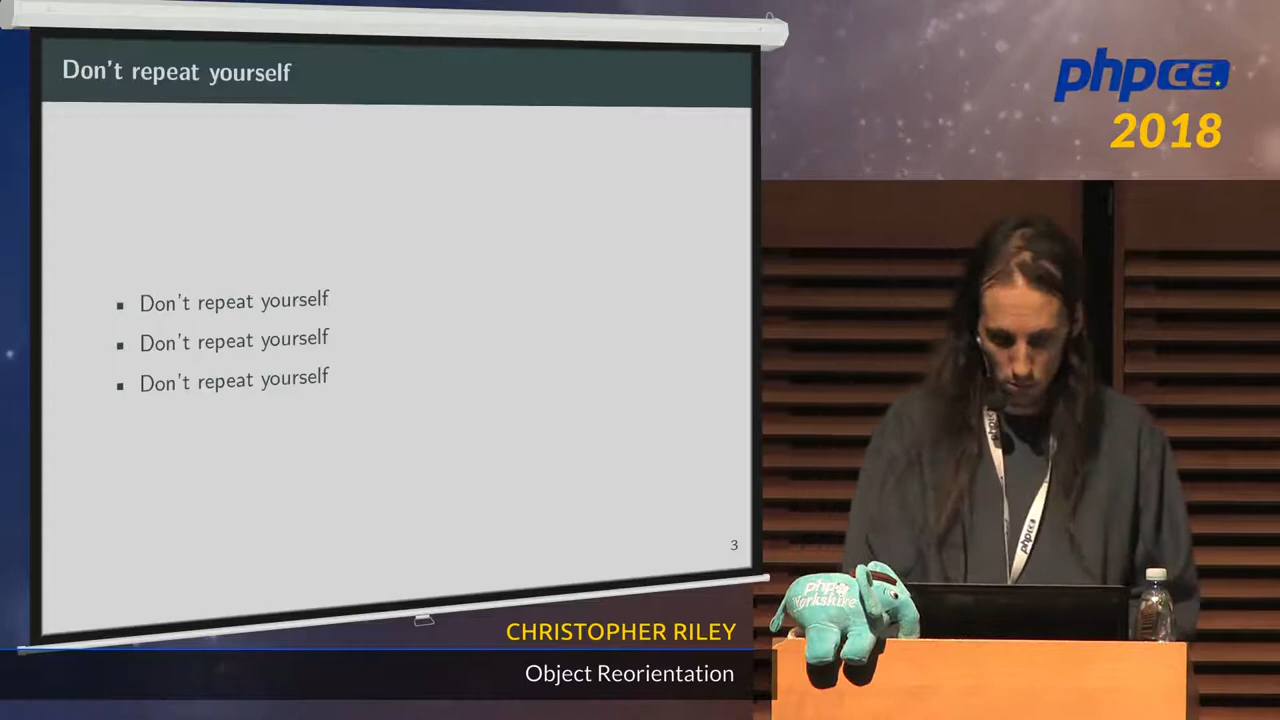 Don't repeat yourself
Don't repeat yourself
Don't repeat yourself
Don't repeat yourself
3
phpCE
2018
php
Yorkshire
phpce
CHRISTOPHER RILEY
Object Reorientation